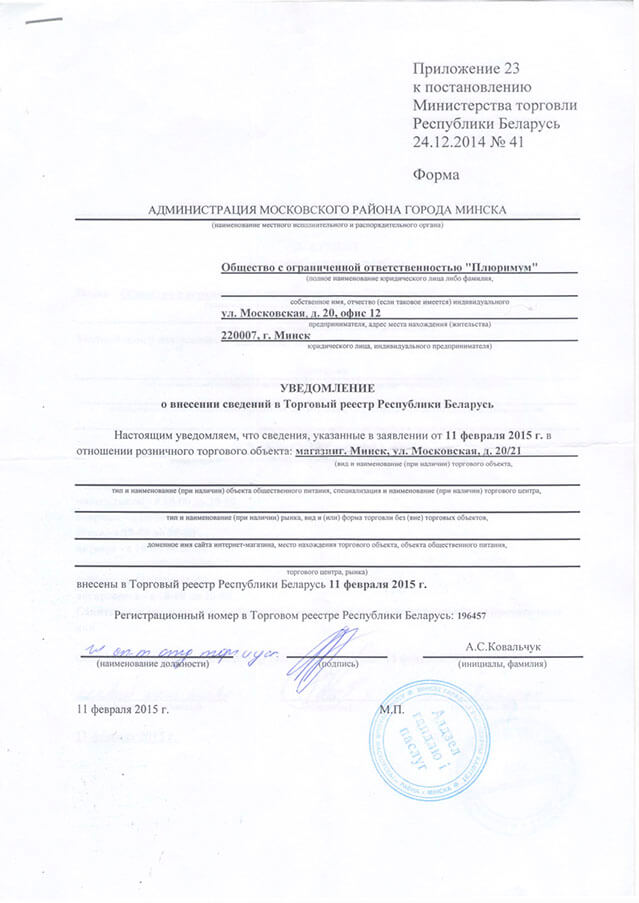 Приложение 23
к постановлению
Министерства торговли
Республики Беларусь
24.12.2014 № 41
Форма
АДМИНИСТРАЦИЯ МОСКОВСКОГО РАЙОНА ГОРОДА МИНСКА
(наименование местного исполнительного и распорядительного органа)
Общество с ограниченной ответственностью "Плюримум"
(полное наименование юридического лица либо фамилия,
собственное имя, отчество (если таковое имеется) индивидуального
ул. Московская, д. 20, офис 12
предпринимателя, адрес места нахождения (жительства)
220007, г. Минск
юридического лица, индивидуального предпринимателя)
УВЕДОМЛЕНИЕ
о внесении сведений в Торговый реестр Республики Беларусь
Настоящим уведомляем, что сведения, указанные в заявлении от 11 февраля 2015 г. в
отношении розничного торгового объекта: магазинг. Минск, ул. Московская, д. 20/21
(вид и наименование (при наличии) торгового объекта,
тип и наименование (при наличии) объекта общественного питания, специализация и наименование (при наличии) торгового центра,
тип и наименование (при наличии) рынка, вид и (или) форма торговли без (вне) торговых объектов,
доменное имя сайта интернет-магазина, место нахождения торгового объекта, объекта общественного питания,
торгового центра, рынка)
внесены в Торговый реестр Республики Беларусь 11 февраля 2015 г.
Регистрационный номер в Торговом реестре Республики Беларусь: 196457
А.С.Ковальчук
(наименование должности) (подпись) (инициалы, фамилия)
11 февраля 2015 г. М.П.
Аддзел
гандлю і
паслуг